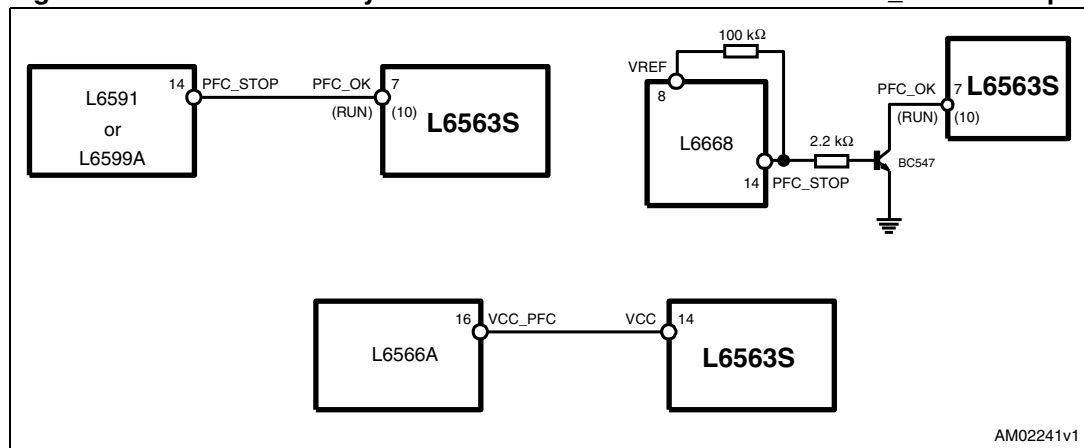 14 PFC_STOP PFC_OK 7
(RUN) (10)
L6591
or
L6599A
L6563S
100 kΩ
VREF
8
L6668
14 PFC_STOP
2.2 kΩ
BC547
PFC_OK 7
(RUN) (10)
L6563S
16 VCC_PFC VCC 14
L6566A
L6563S
AM02241v1